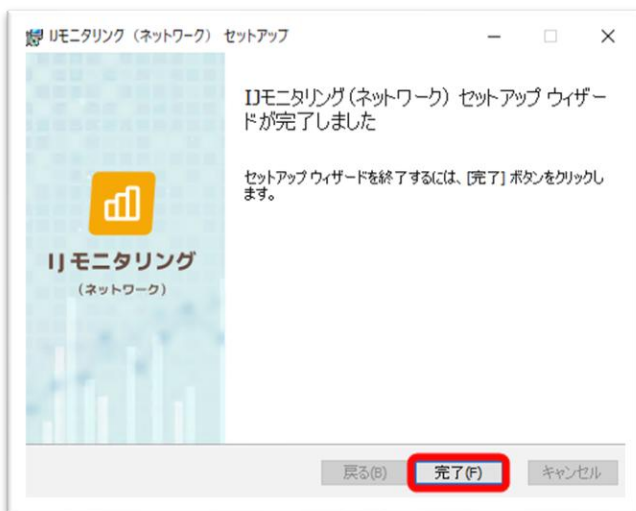 IJモニタリング（ネットワーク） セットアップ
IJモニタリング（ネットワーク） セットアップ ウィザー
ドが完了しました
セットアップ ウィザードを終了するには、[完了] ボタンをクリックし
ます。
IJモニタリング
（ネットワーク）
戻る(B)
完了(F)
キャンセル